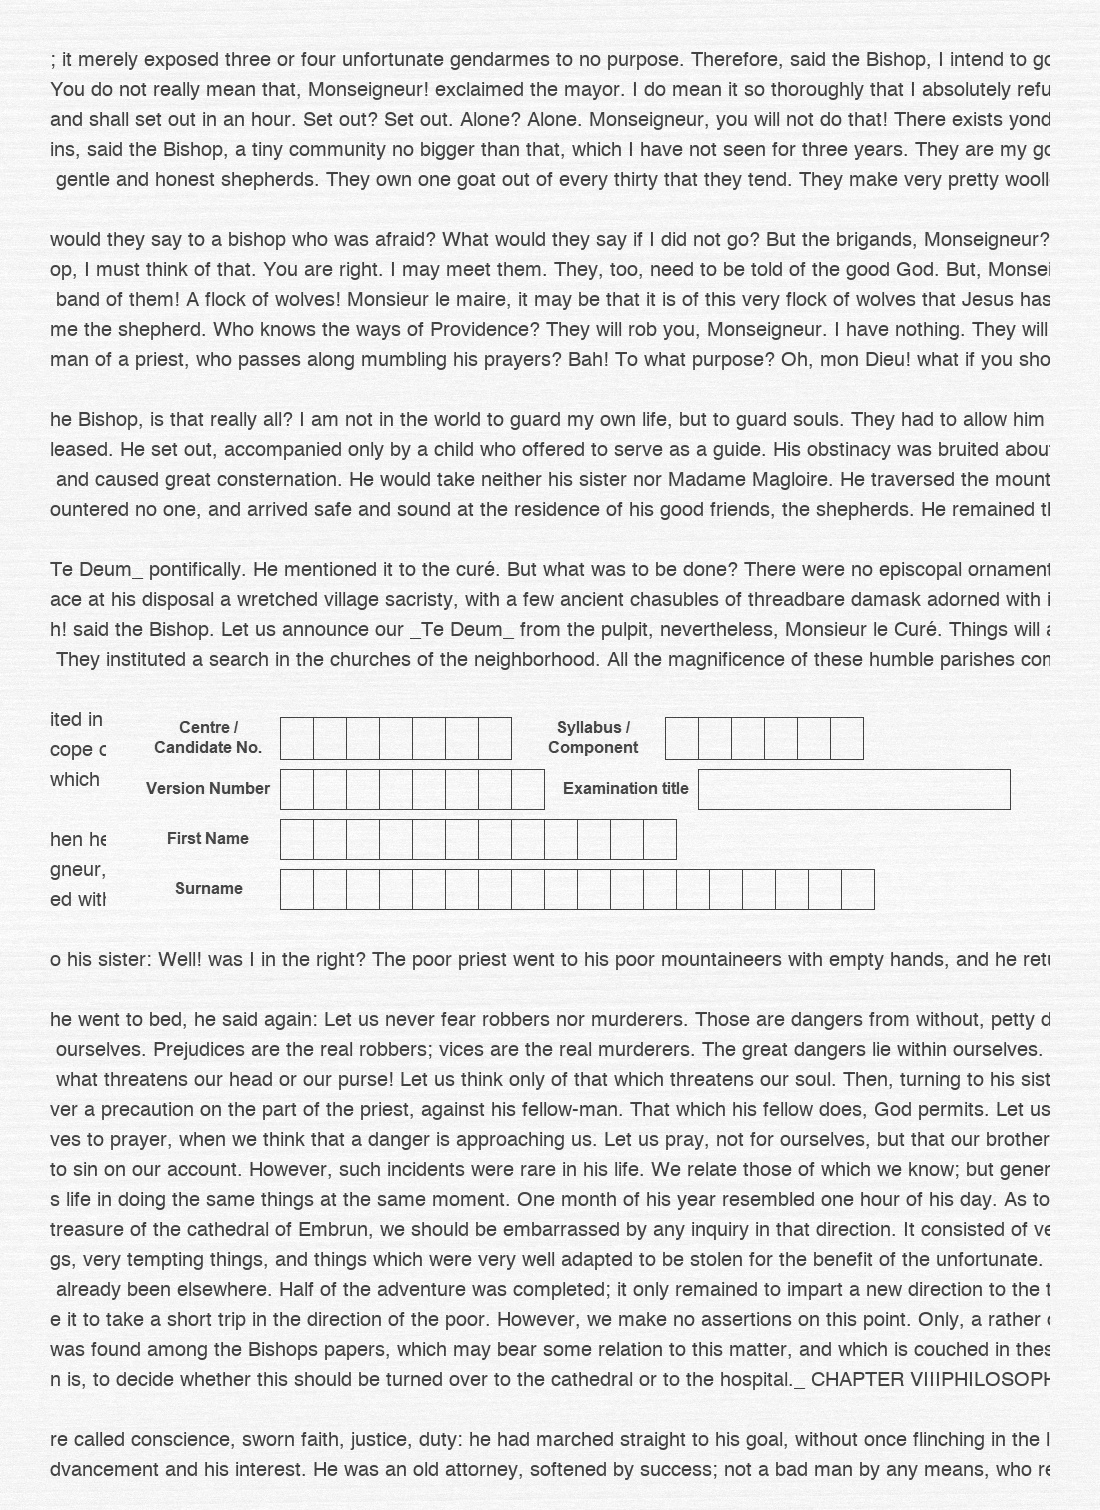 ; it merely exposed three or four unfortunate gendarmes to no purpose. Therefore, said the Bishop, I intend to
You do not really mean that, Monseigneur! exclaimed the mayor. I do mean it so thoroughly that I absolutely refu
and shall set out in an hour. Set out? Set out. Alone? Alone. Monseigneur, you will not do that! There exists yond
ins, said the Bishop, a tiny community no bigger than that, which I have not seen for three years. They are my
gentle and honest shepherds. They own one goat out of every thirty that they tend. They make very pretty wooll
would they say to a bishop who was afraid? What would they say if I did not go? But the brigands, Monseigneur?
op, I must think of that. You are right. I may meet them. They, too, need to be told of the good God. But, Monsei
band of them! A flock of wolves! Monsieur le maire, it may be that it is of this very flock of wolves that Jesus has
me the shepherd. Who knows the ways of Providence? They will rob you, Monseigneur. I have nothing. They will
man of a priest, who passes along mumbling his prayers? Bah! To what purpose? Oh, mon Dieu! what if you sho
he Bishop, is that really all? I am not in the world to guard my own life, but to guard souls. They had to allow him
leased. He set out, accompanied only by a child who offered to serve as a guide. His obstinacy was bruited abou
and caused great consternation. He would take neither his sister nor Madame Magloire. He traversed the mount
ountered no one, and arrived safe and sound at the residence of his good friends, the shepherds. He remained
Te Deum_ pontifically. He mentioned it to the curé. But what was to be done? There were no episcopal ornament
ace at his disposal a wretched village sacristy, with a few ancient chasubles of threadbare damask adorned with
h! said the Bishop. Let us announce our _Te Deum_ from the pulpit, nevertheless, Monsieur le Curé. Things will
They instituted a search in the churches of the neighborhood. All the magnificence of these humble parishes con
ited in
cope
which
hen he
gneur,
ed with
Centre /
Candidate No.
Syllabus /
Component
Version Number
Examination title
First Name
Surname
o his sister: Well! was I in the right? The poor priest went to his poor mountaineers with empty hands, and he retu
he went to bed, he said again: Let us never fear robbers nor murderers. Those are dangers from without, petty d
ourselves. Prejudices are the real robbers; vices are the real murderers. The great dangers lie within ourselves.
what threatens our head or our purse! Let us think only of that which threatens our soul. Then, turning to his sist
ver a precaution on the part of the priest, against his fellow-man. That which his fellow does, God permits. Let us
ves to prayer, when we think that a danger is approaching us. Let us pray, not for ourselves, but that our brother
to sin on our account. However, such incidents were rare in his life. We relate those of which we know; but gener
s life in doing the same things at the same moment. One month of his year resembled one hour of his day. As to
treasure of the cathedral of Embrun, we should be embarrassed by any inquiry in that direction. It consisted of ve
gs, very tempting things, and things which were very well adapted to be stolen for the benefit of the unfortunate.
already been elsewhere. Half of the adventure was completed; it only remained to impart a new direction to the t
e it to take a short trip in the direction of the poor. However, we make no assertions on this point. Only, a rather
was found among the Bishops papers, which may bear some relation to this matter, and which is couched in thes
n is, to decide whether this should be turned over to the cathedral or to the hospital._ CHAPTER VIIIPHILOSOPH
re called conscience, sworn faith, justice, duty: he had marched straight to his goal, without once flinching in the
dvancement and his interest. He was an old attorney, softened by success; not a bad man by any means, who re